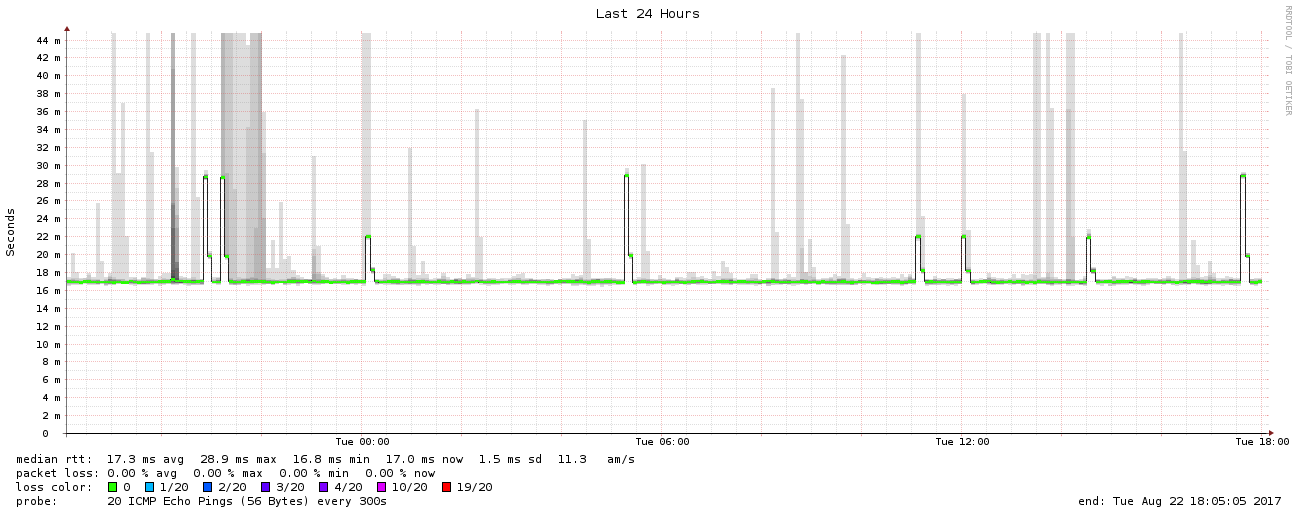 Last 24 Hours
RRDTOOL / TOBI OETIKER
Seconds
44 m
42 m
40 m
38 m
36 m
34 m
32 m
30 m
28 m
26 m
24 m
22 m
20 m
18 m
16 m
14 m
12 m
10 m
8 m
6 m
4 m
2 m
0
Tue 00:00 Tue 06:00 Tue 12:00 Tue 18:00
median rtt: 17.3 ms avg 28.9 ms max 16.8 ms min 17.0 ms now 1.5 ms sd 11.3 am/s
packet loss: 0.00 % avg 0.00 % max 0.00 % min 0.00 % now
loss color: 0 1/20 2/20 3/20 4/20 10/20 19/20
probe: 20 ICMP Echo Pings (56 Bytes) every 300s end: Tue Aug 22 18:05:05 2017